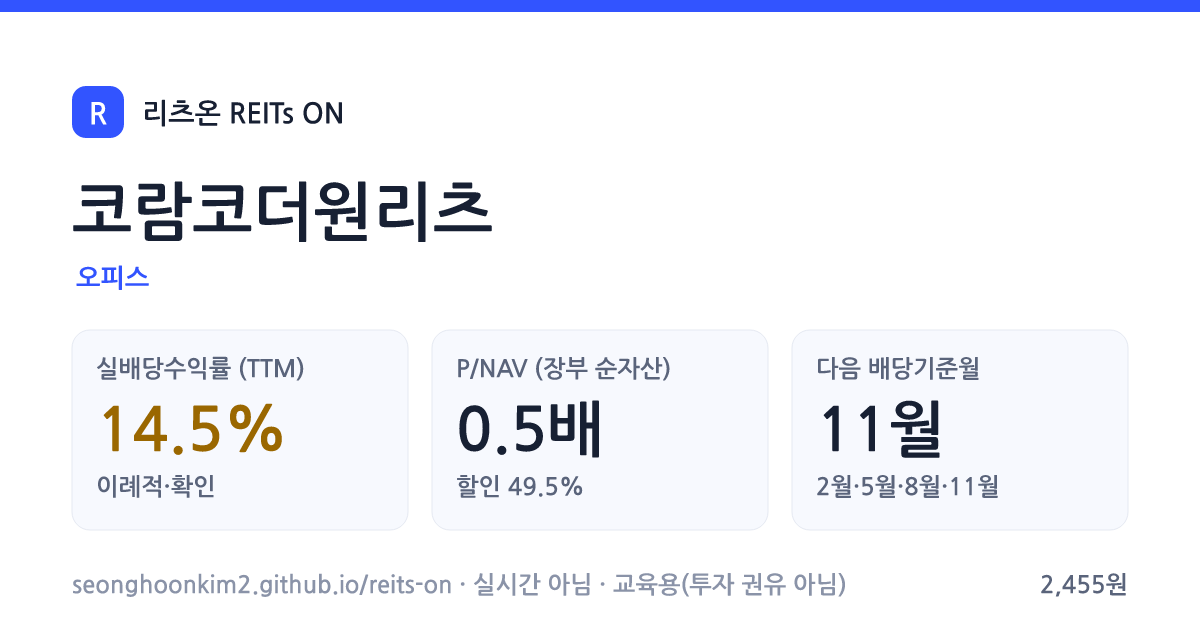 R 리츠온 REITs ON
코람코더원리츠
오피스
실배당수익률 (TTM)
14.5%
이례적·확인
P/NAV (장부 순자산)
0.5배
할인 49.5%
다음 배당기준월
11월
2월·5월·8월·11월
seonghoonkim2.github.io/reits-on · 실시간 아님 · 교육용(투자 권유 아님)
2,455원